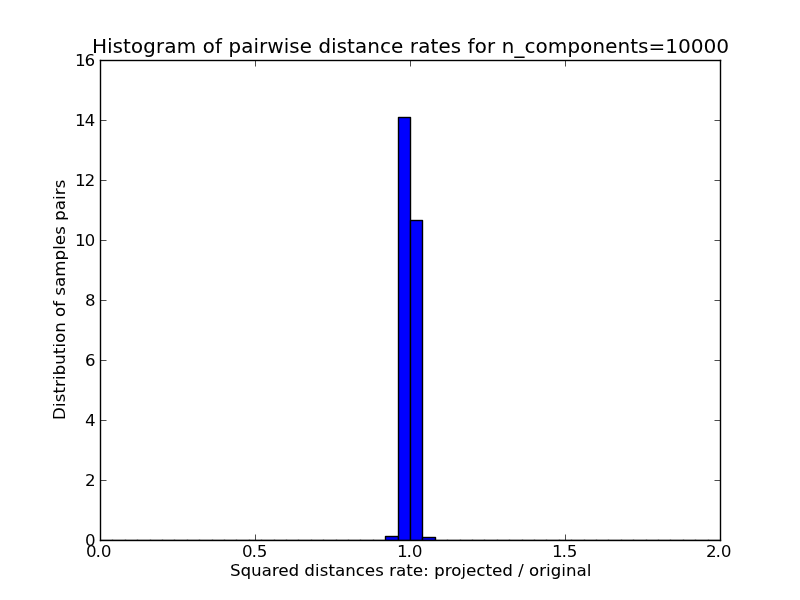 Histogram of pairwise distance rates for n_components=10000
16
14
12
10
8
6
4
2
0
Distribution of samples pairs
0.0 0.5 1.0 1.5 2.0
Squared distances rate: projected / original